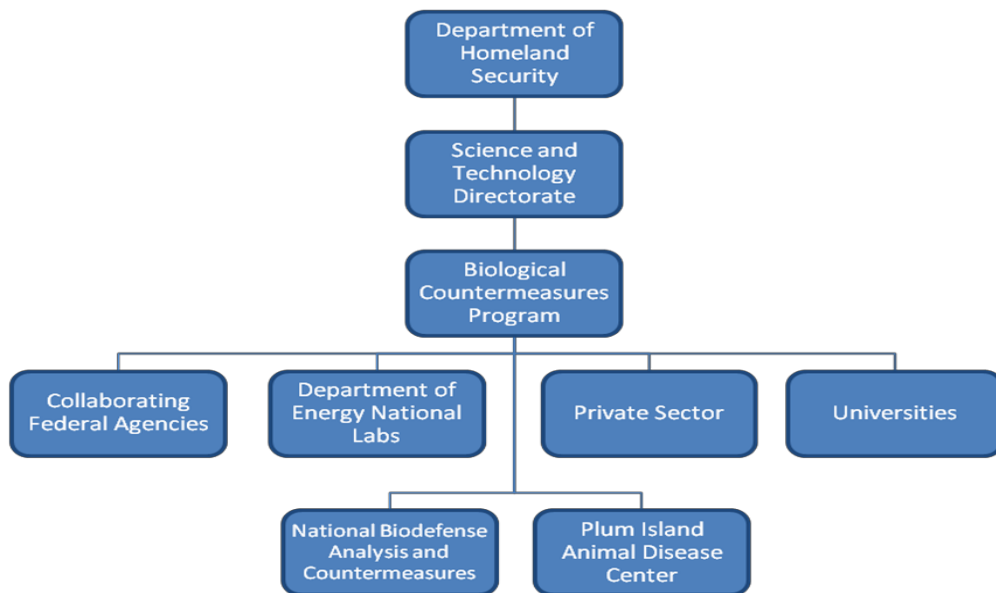 Department of
Homeland
Security
Science and
Technology
Directorate
Biological
Countermeasures
Program
Collaborating
Federal Agencies
Department of
Energy National
Labs
Private Sector
Universities
National Biodefense
Analysis and
Countermeasures
Plum Island
Animal Disease
Center